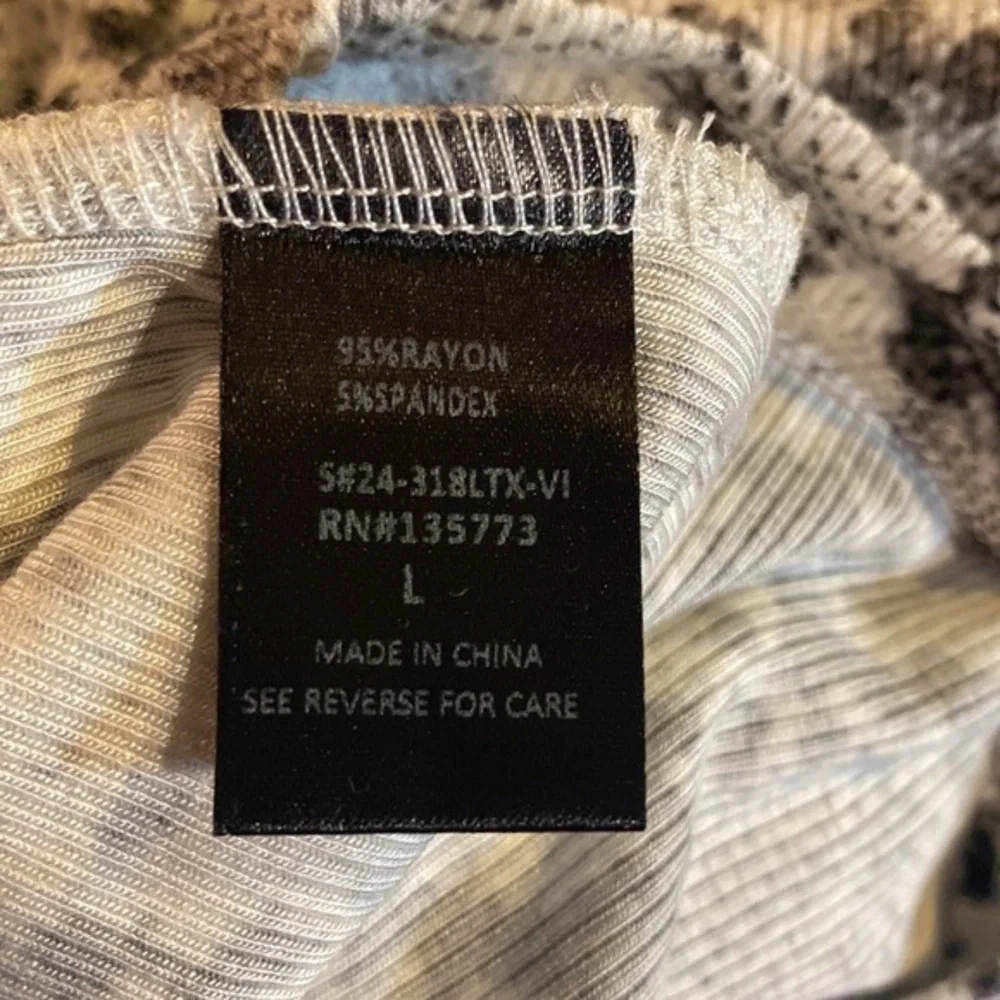 95%RAYON
5%SPANDEX
S#24-318LTX-VI
RN#135773
L
MADE IN CHINA
SEE REVERSE FOR CARE